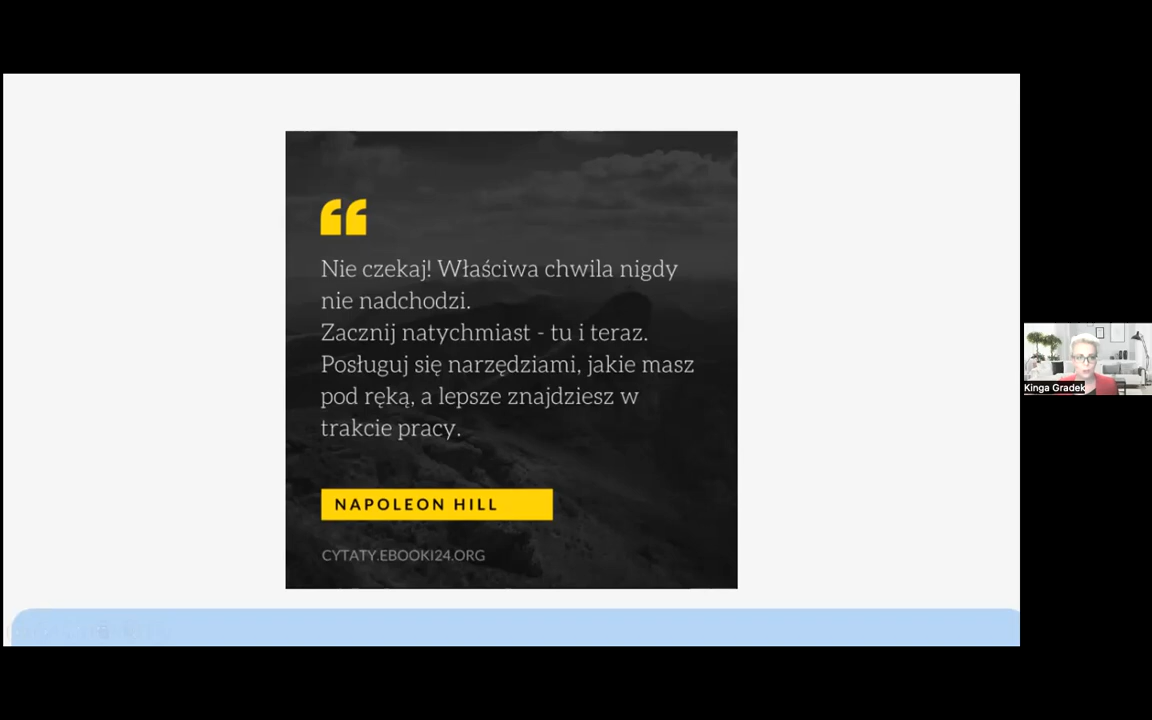 Nie czekaj! Właściwa chwila nigdy
nie nadchodzi.
Zacznij natychmiast - tu i teraz.
Posługuj się narzędziami, jakie masz
pod ręką, a lepsze znajdziesz w
trakcie pracy.
NAPOLEON HILL
CYTATY.EBOOKI24.ORG
Kinga Gradek